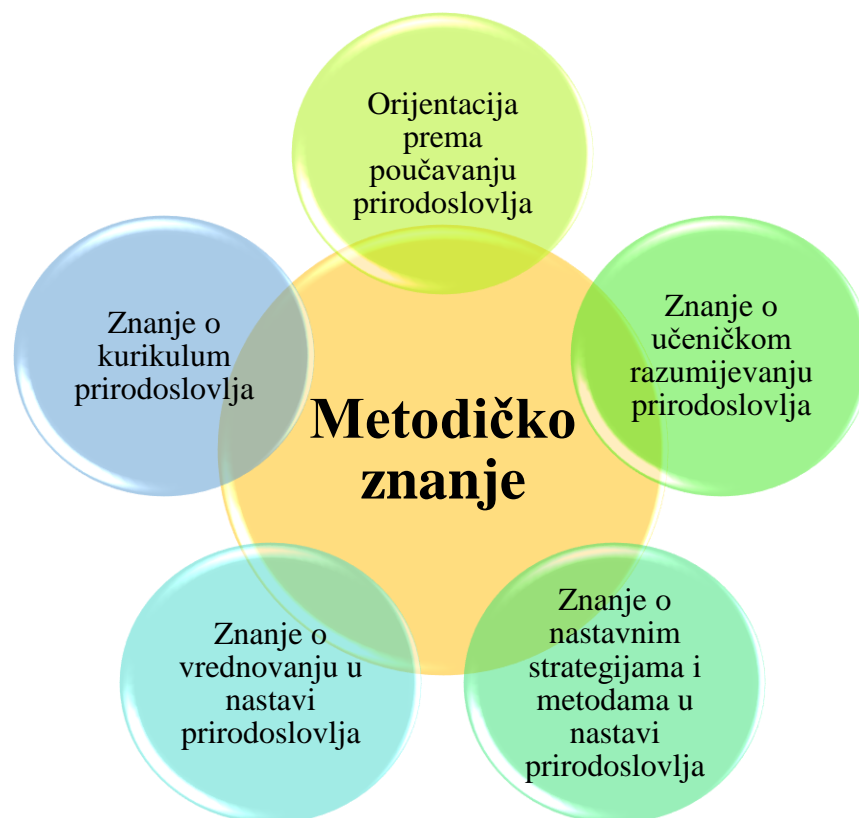 Orijentacija
prema
poučavanju
prirodoslovlja
Znanje o
učeničkom
razumijevanju
prirodoslovlja
Znanje o
nastavnim
strategijama i
metodama u
nastavi
prirodoslovlja
Znanje o
vrednovanju u
nastavi
prirodoslovlja
Znanje o
kurikulum
prirodoslovlja
Metodičko
znanje